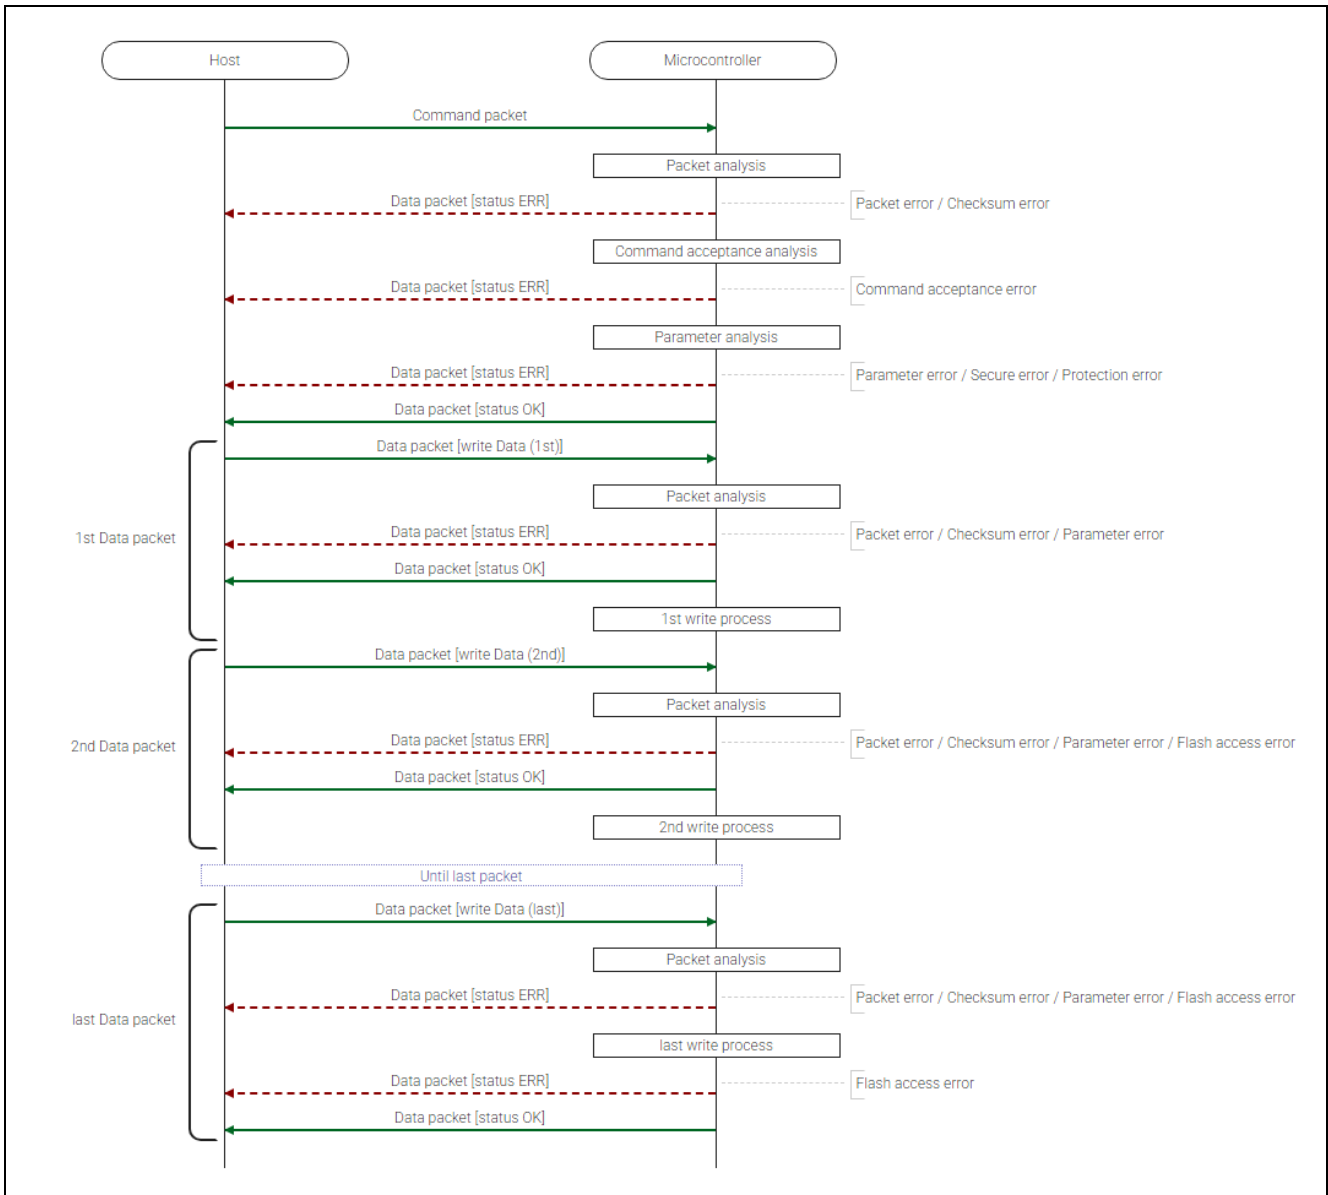 Host
Microcontroller
Command packet
Packet analysis
Data packet [status ERR]
Packet error / Checksum error
Command acceptance analysis
Data packet [status ERR]
Command acceptance error
Parameter analysis
Data packet [status ERR]
Parameter error / Secure error / Protection error
Data packet [status OK]
Data packet [write Data (1st)]
Packet analysis
1st Data packet
Data packet [status ERR]
Packet error / Checksum error / Parameter error
Data packet [status OK]
1st write process
Data packet [write Data (2nd)]
Packet analysis
2nd Data packet
Data packet [status ERR]
Packet error / Checksum error / Parameter error / Flash access error
Data packet [status OK]
2nd write process
Until last packet
Data packet [write Data (last)]
Packet analysis
Data packet [status ERR]
Packet error / Checksum error / Parameter error / Flash access error
last Data packet
last write process
Data packet [status ERR]
Flash access error
Data packet [status OK]